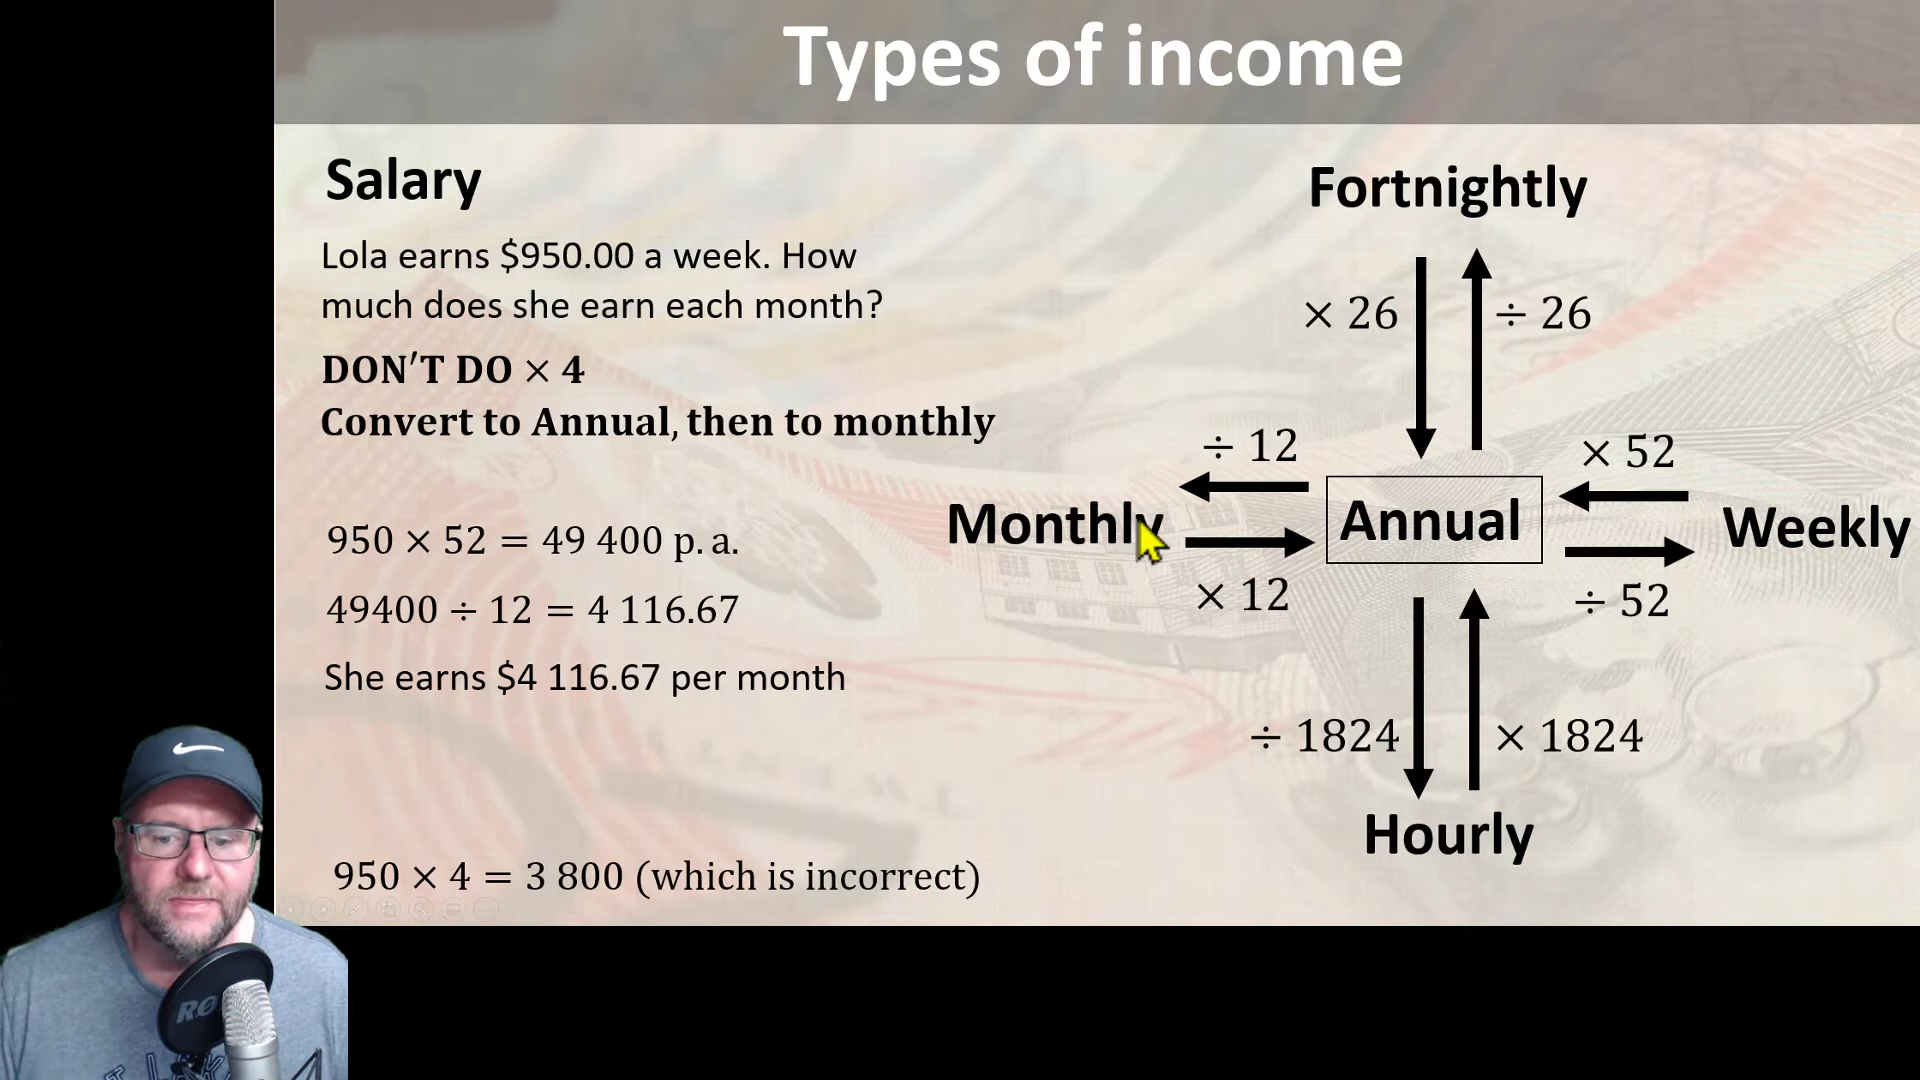 Types of income
Salary
Lola earns $950.00 a week. How
much does she earn each month?
DON'T DO × 4
Convert to Annual, then to monthly
950 × 52 = 49 400 p. a.
49400 ÷ 12 = 4 116.67
She earns $4 116.67 per month
950 × 4 = 3 800 (which is incorrect)
Fortnightly
× 26
÷ 26
÷ 12
× 52
Monthly
Annual
Weekly
× 12
÷ 52
÷ 1824
× 1824
Hourly